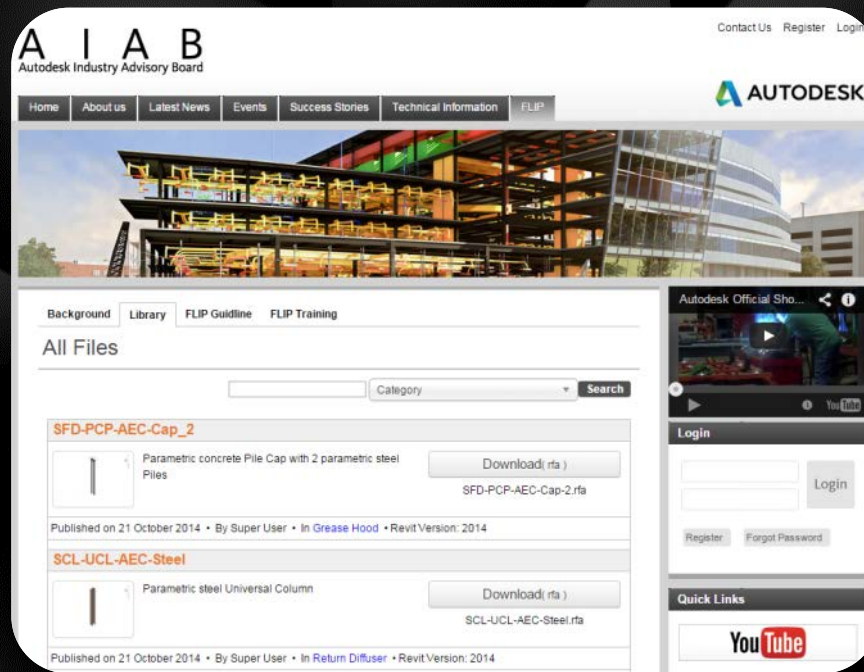 Contact Us Register Login
A I A B
Autodesk Industry Advisory Board
AUTODESK
Home About us Latest News Events Success Stories Technical Information FLIP
Background Library FLIP Guidline FLIP Training
All Files
Category Search
SFD-PCP-AEC-Cap_2
Parametric concrete Pile Cap with 2 parametric steel
Piles
Download( rfa )
SFD-PCP-AEC-Cap-2.rfa
Published on 21 October 2014 • By Super User • In Grease Hood • Revit Version: 2014
SCL-UCL-AEC-Steel
Parametric steel Universal Column
Download( rfa )
SCL-UCL-AEC-Steel.rfa
Published on 21 October 2014 • By Super User • In Return Diffuser • Revit Version: 2014
Autodesk Official Sho...
YouTube
Login
Login
Register Forgot Password
Quick Links
YouTube